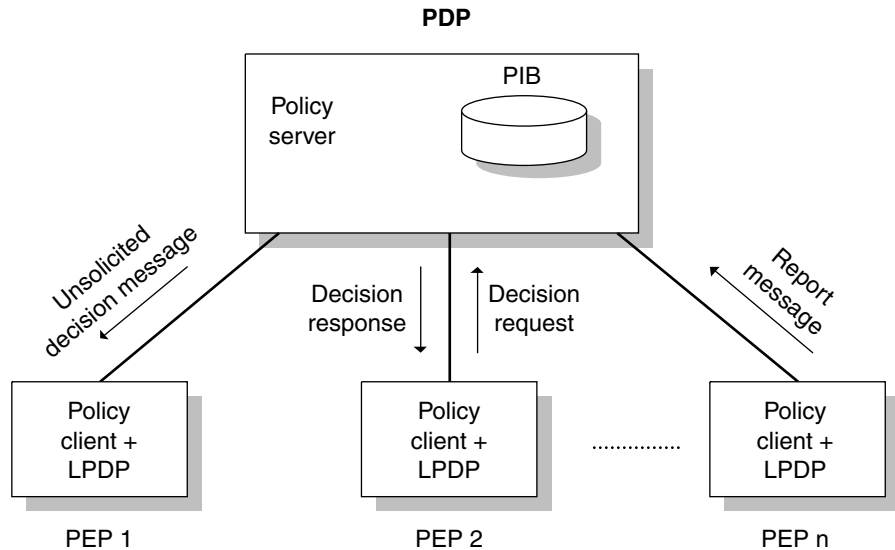 PDP
PIB
Policy
server
Unsolicited
decision message
Decision
response
Decision
request
Report
message
Policy
client +
LPDP
Policy
client +
LPDP
..............
Policy
client +
LPDP
PEP 1
PEP 2
PEP n